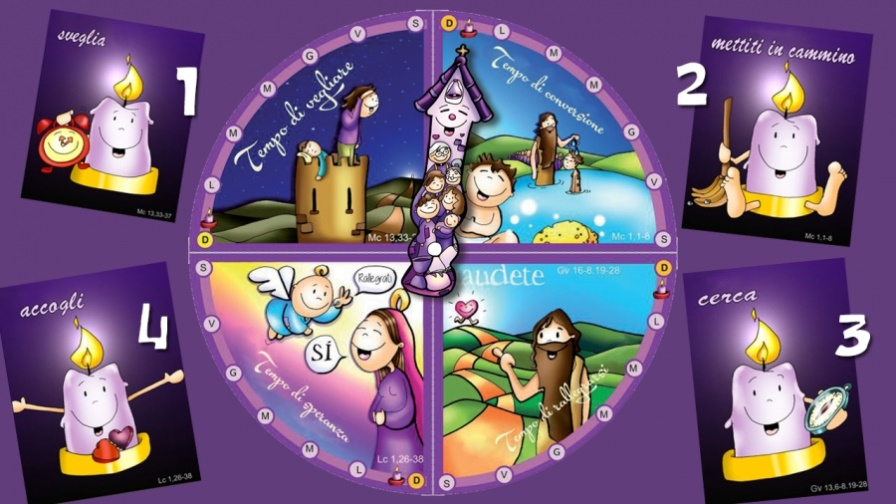 sveglia
1
Mc 13,33-37
2
mettiti in cammino
Mc 1,1-8
accogli
4
Lc 1,26-38
3
cerca
Gv 13,6-8.19-28
D L M M G V S
Tempo di vegliare
Mc 13,33-
D L M M G V S
Tempo di conversione
Mc 1,1-8
D L M M G V S
audete
Gv 16-8.19-28
Tempo di rallegrarsi
D L M M G V S
Rallegrati
SÍ
Tempo di speranza
Lc 1,26-38